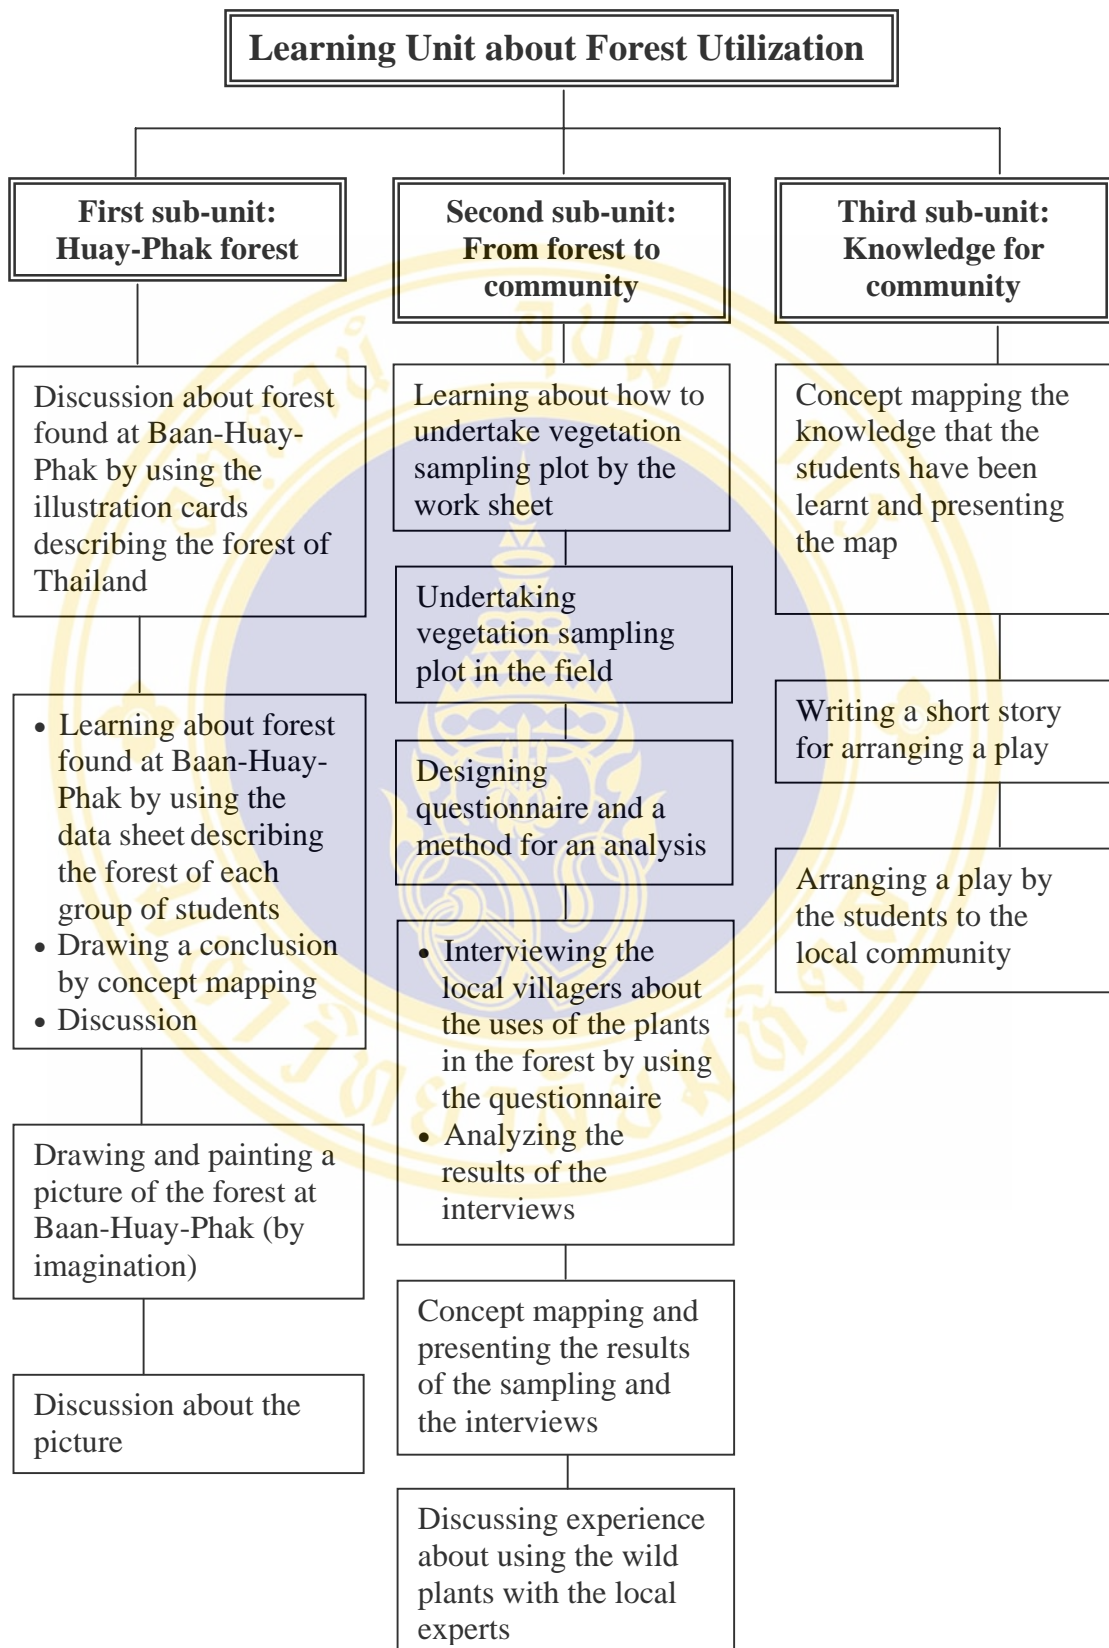 Learning Unit about Forest Utilization
First sub-unit:
Huay-Phak forest
Discussion about forest
found at Baan-Huay-
Phak by using the
illustration cards
describing the forest of
Thailand
• Learning about forest
found at Baan-Huay-
Phak by using the
data sheet describing
the forest of each
group of students
• Drawing a conclusion
by concept mapping
• Discussion
Drawing and painting a
picture of the forest at
Baan-Huay-Phak (by
imagination)
Discussion about the
picture
Second sub-unit:
From forest to
community
Learning about how to
undertake vegetation
sampling plot by the
work sheet
Undertaking
vegetation sampling
plot in the field
Designing
questionnaire and a
method for an analysis
• Interviewing the
local villagers about
the uses of the plants
in the forest by using
the questionnaire
• Analyzing the
results of the
interviews
Concept mapping and
presenting the results
of the sampling and
the interviews
Discussing experience
about using the wild
plants with the local
experts
Third sub-unit:
Knowledge for
community
Concept mapping the
knowledge that the
students have been
learnt and presenting
the map
Writing a short story
for arranging a play
Arranging a play by
the students to the
local community